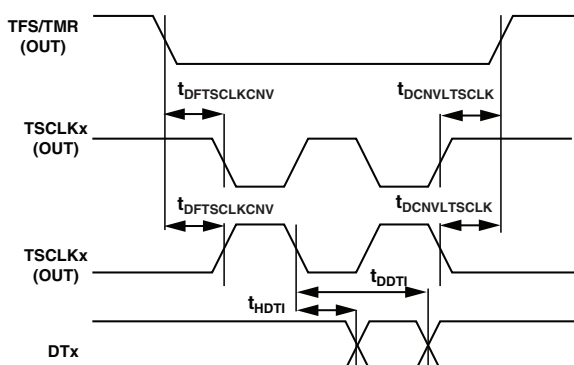 TFS/TMR
(OUT)
tDFTSCLKCNV
tDCNVLTSCLK
TSCLKx
(OUT)
tDFTSCLKCNV
tDCNVLTSCLK
TSCLKx
(OUT)
tDDTI
tHDTI
DTx